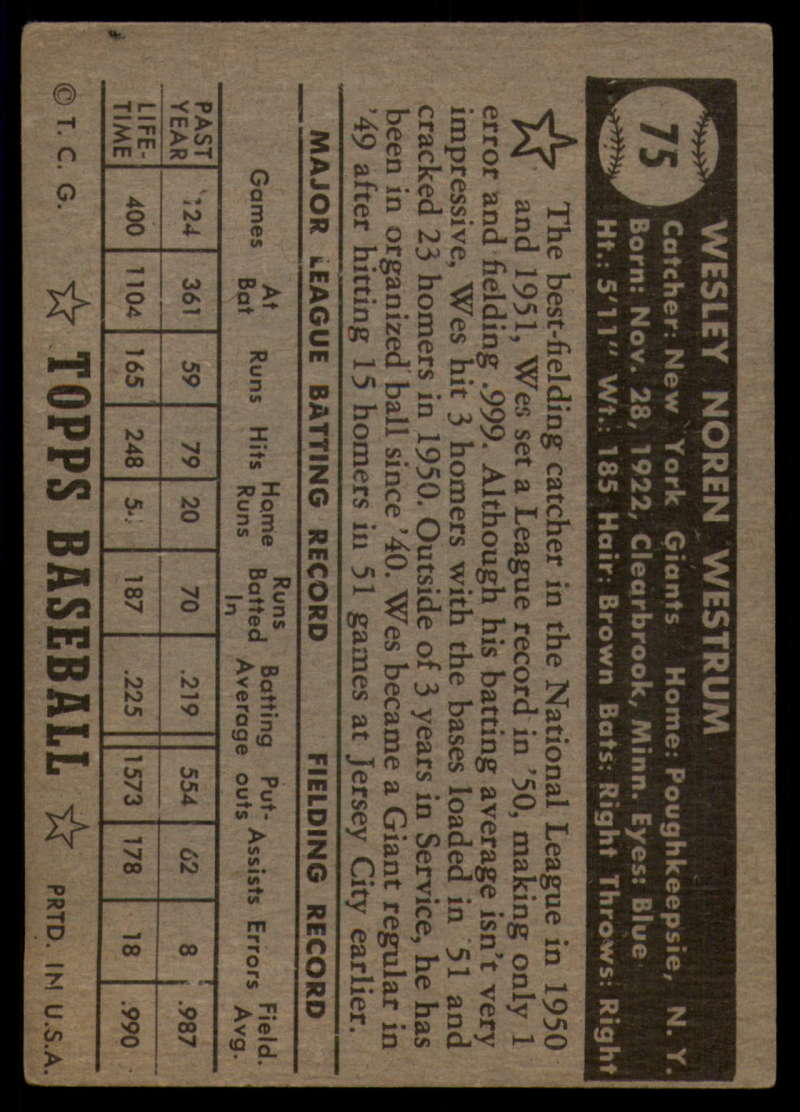 75
WESLEY NOREN WESTRUM
Catcher: New York Giants Home: Poughkeepsie, N. Y.
Born: Nov. 28, 1922, Clearbrook, Minn. Eyes: Blue
Ht.: 5'11" Wt.: 185 Hair: Brown Bats: Right Throws: Right
The best-fielding catcher in the National League in 1950
and 1951, Wes set a League record in '50, making only 1
error and fielding .999. Although his batting average isn't very
impressive, Wes hit 3 homers with the bases loaded in '51 and
cracked 23 homers in 1950. Outside of 3 years in Service, he has
been in organized ball since '40. Wes became a Giant regular in
'49 after hitting 15 homers in 51 games at Jersey City earlier.
MAJOR LEAGUE BATTING RECORD FIELDING RECORD
Games At Bat Runs Hits Home Runs Runs Batted In Batting Average Put-outs Assists Errors Field. Avg.
PAST YEAR 124 361 59 79 20 70 .219 554 62 8 .987
LIFE-TIME 400 1104 165 248 187 .225 1573 178 18 .990
© T. C. G. TOPPS BASEBALL PRTD. IN U.S.A.